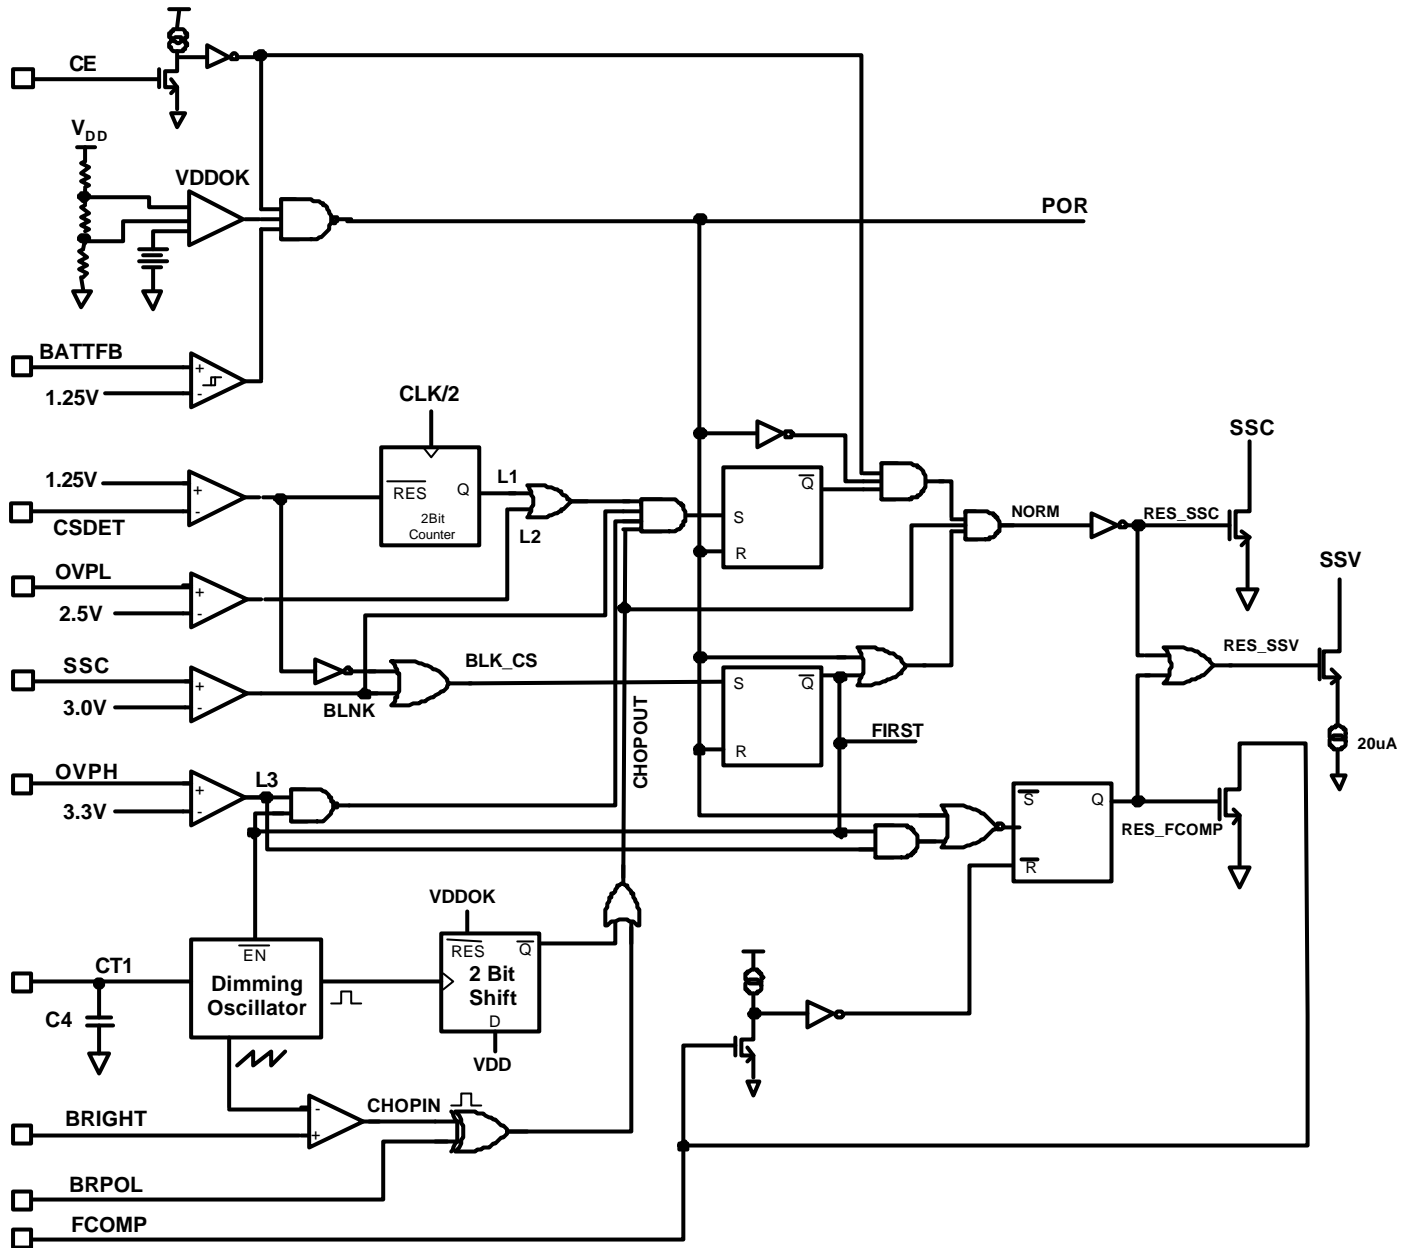 CE
VDD
VDDOK
POR
BATTFB
+
-
1.25V
CLK/2
SSC
1.25V
+
-
CSDET
RES
Q
2Bit
Counter
L1
L2
S
R
Q
NORM
RES_SSC
SSV
OVPL
+
-
2.5V
SSC
+
-
3.0V
BLNK
BLK_CS
S
R
Q
RES_SSV
CHOPOUT
FIRST
20uA
OVPH
+
-
3.3V
L3
S
Q
R
RES_FCOMP
VDDOK
CT1
C4
EN
Dimming
Oscillator
RES
Q
2 Bit
Shift
D
VDD
BRIGHT
-
+
CHOPIN
BRPOL
FCOMP